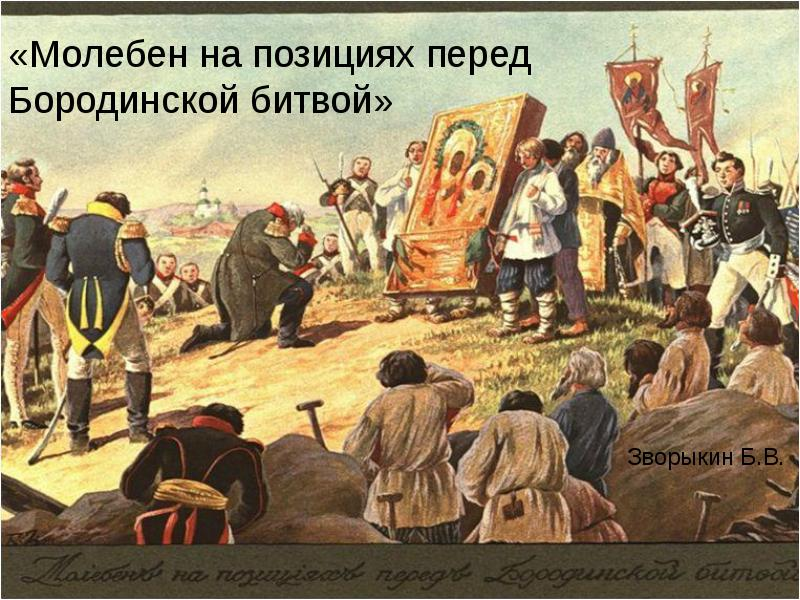 «Молебен на позициях перед
Бородинской битвой»
Зворыкин Б.В.
Молебенъ на позиціяхъ передъ Бородинской битвой